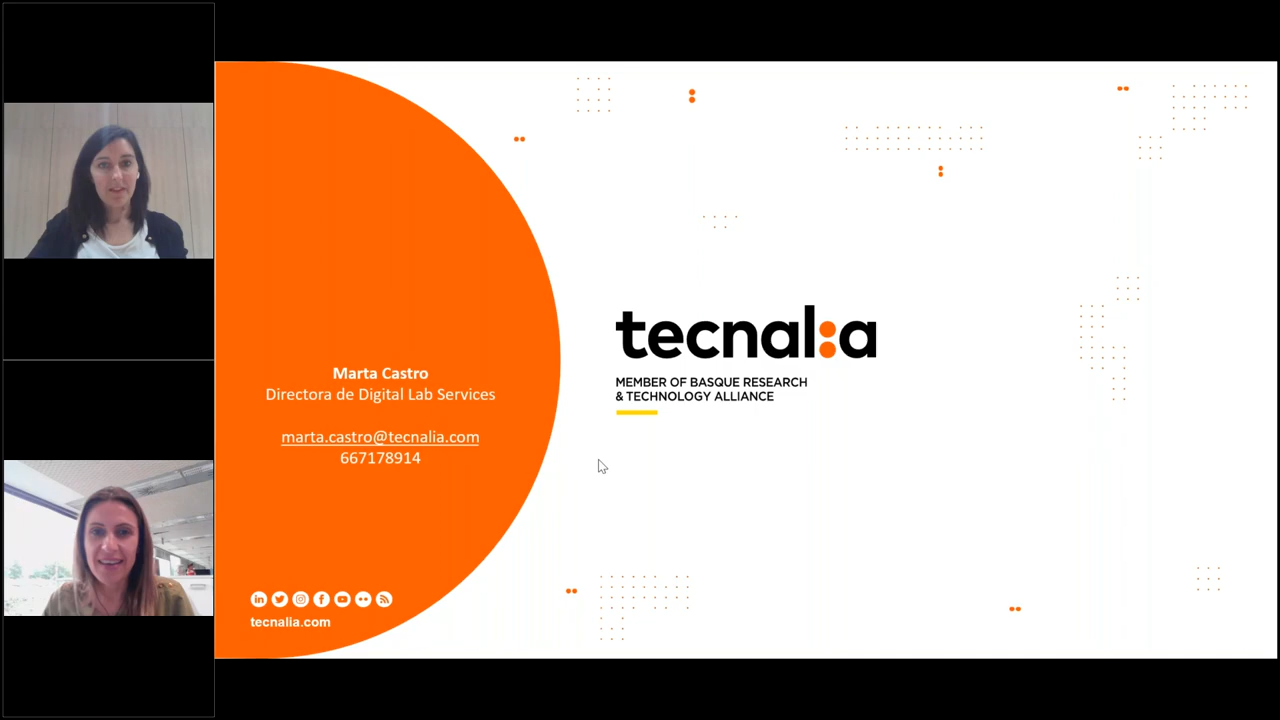 Marta Castro
Directora de Digital Lab Services
marta.castro@tecnalia.com
667178914
tecnalia.com
tecnalia
MEMBER OF BASQUE RESEARCH
& TECHNOLOGY ALLIANCE